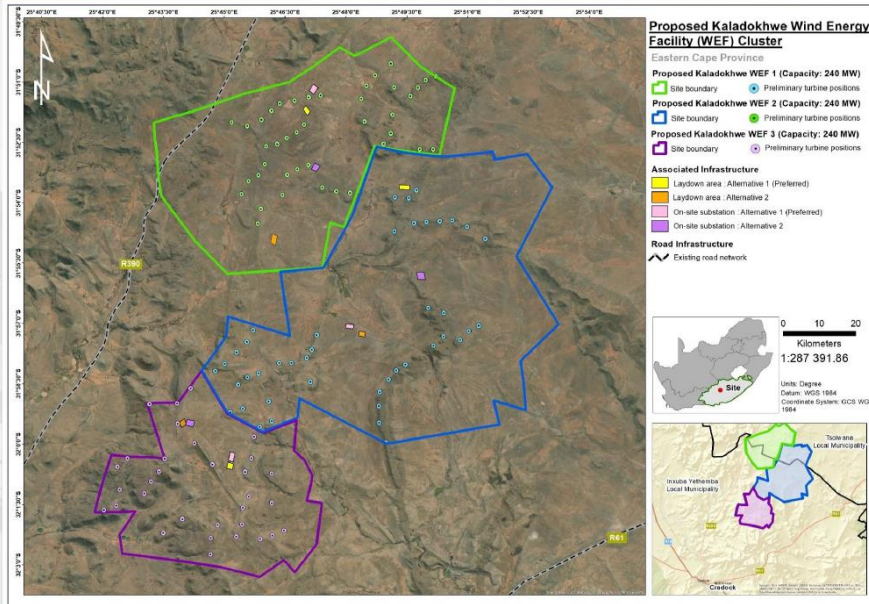 25°40'30"E 25°42'0"E 25°43'30"E 25°45'0"E 25°46'30"E 25°48'0"E 25°49'30"E 25°51'0"E 25°52'30"E 25°54'0"E
R390
R61
Proposed Kaladokhwe Wind Energy
Facility (WEF) Cluster
Eastern Cape Province
Proposed Kaladokhwe WEF 1 (Capacity: 240 MW)
Site boundary
Preliminary turbine positions
Proposed Kaladokhwe WEF 2 (Capacity: 240 MW)
Site boundary
Preliminary turbine positions
Proposed Kaladokhwe WEF 3 (Capacity: 240 MW)
Site boundary
Preliminary turbine positions
Associated Infrastructure
Laydown area : Alternative 1 (Preferred)
Laydown area : Alternative 2
On-site substation : Alternative 1 (Preferred)
On-site substation : Alternative 2
Road Infrastructure
Existing road network
Site
0 10 20
Kilometers
1:287 391.86
Units: Degree
Datum: WGS 1984
Coordinate System: GCS WG
1984
Tsolwana
Local Municipality
Inxuba Yethemba
Local Municipality
Cradock